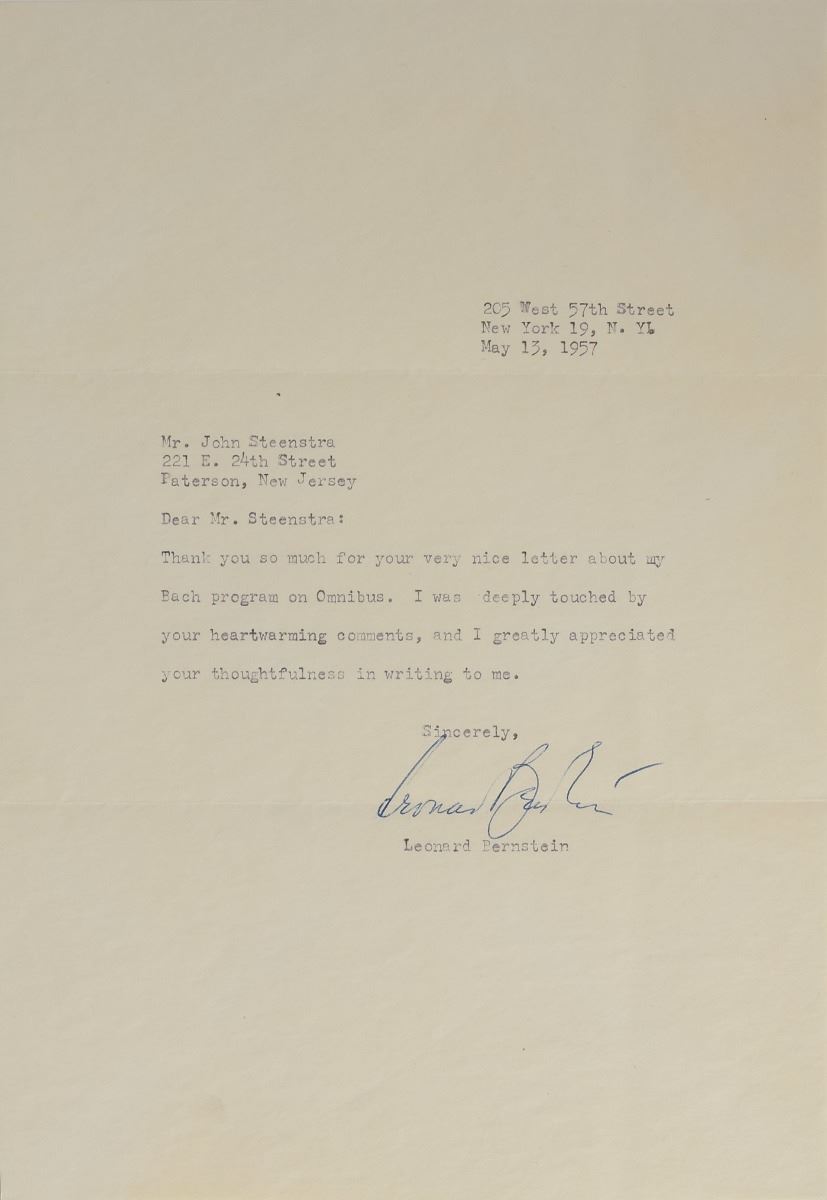 205 West 57th Street
New York 19, N. Y.
May 13, 1957
Mr. John Steenstra
221 E. 24th Street
Paterson, New Jersey
Dear Mr. Steenstra:
Thank you so much for your very nice letter about my
Bach program on Omnibus. I was deeply touched by
your heartwarming comments, and I greatly appreciated
your thoughtfulness in writing to me.
Sincerely,
Leonard Bernstein
Leonard Bernstein